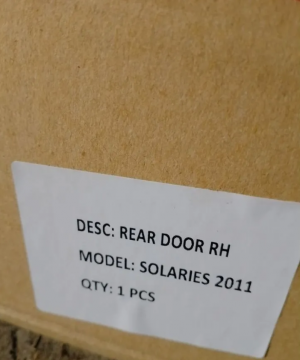 DESC: REAR DOOR RH
MODEL: SOLARIES 2011
QTY: 1 PCS